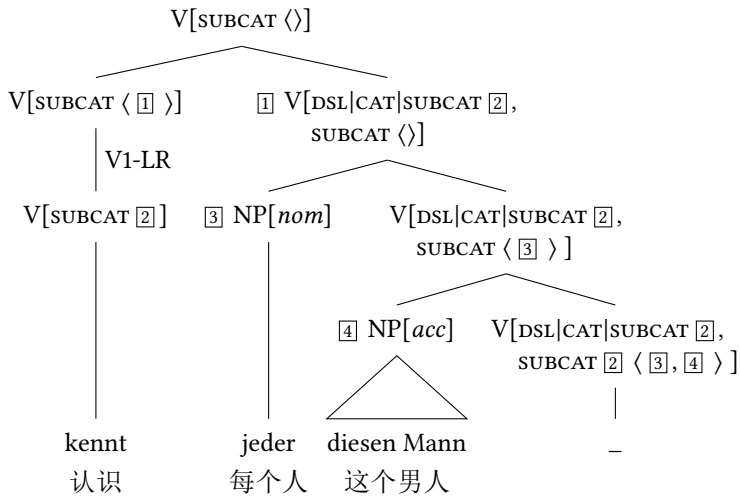 V[SUBCAT ⟨⟩]
V[SUBCAT ⟨ 1 ⟩] 1 V[DSL|CAT|SUBCAT 2,
SUBCAT ⟨⟩]
V1-LR
V[SUBCAT 2] 3 NP[nom] V[DSL|CAT|SUBCAT 2,
SUBCAT ⟨ 3 ⟩ ]
4 NP[acc] V[DSL|CAT|SUBCAT 2,
SUBCAT 2 ⟨ 3, 4 ⟩ ]
kennt jeder diesen Mann _
认识 每个人 这个男人